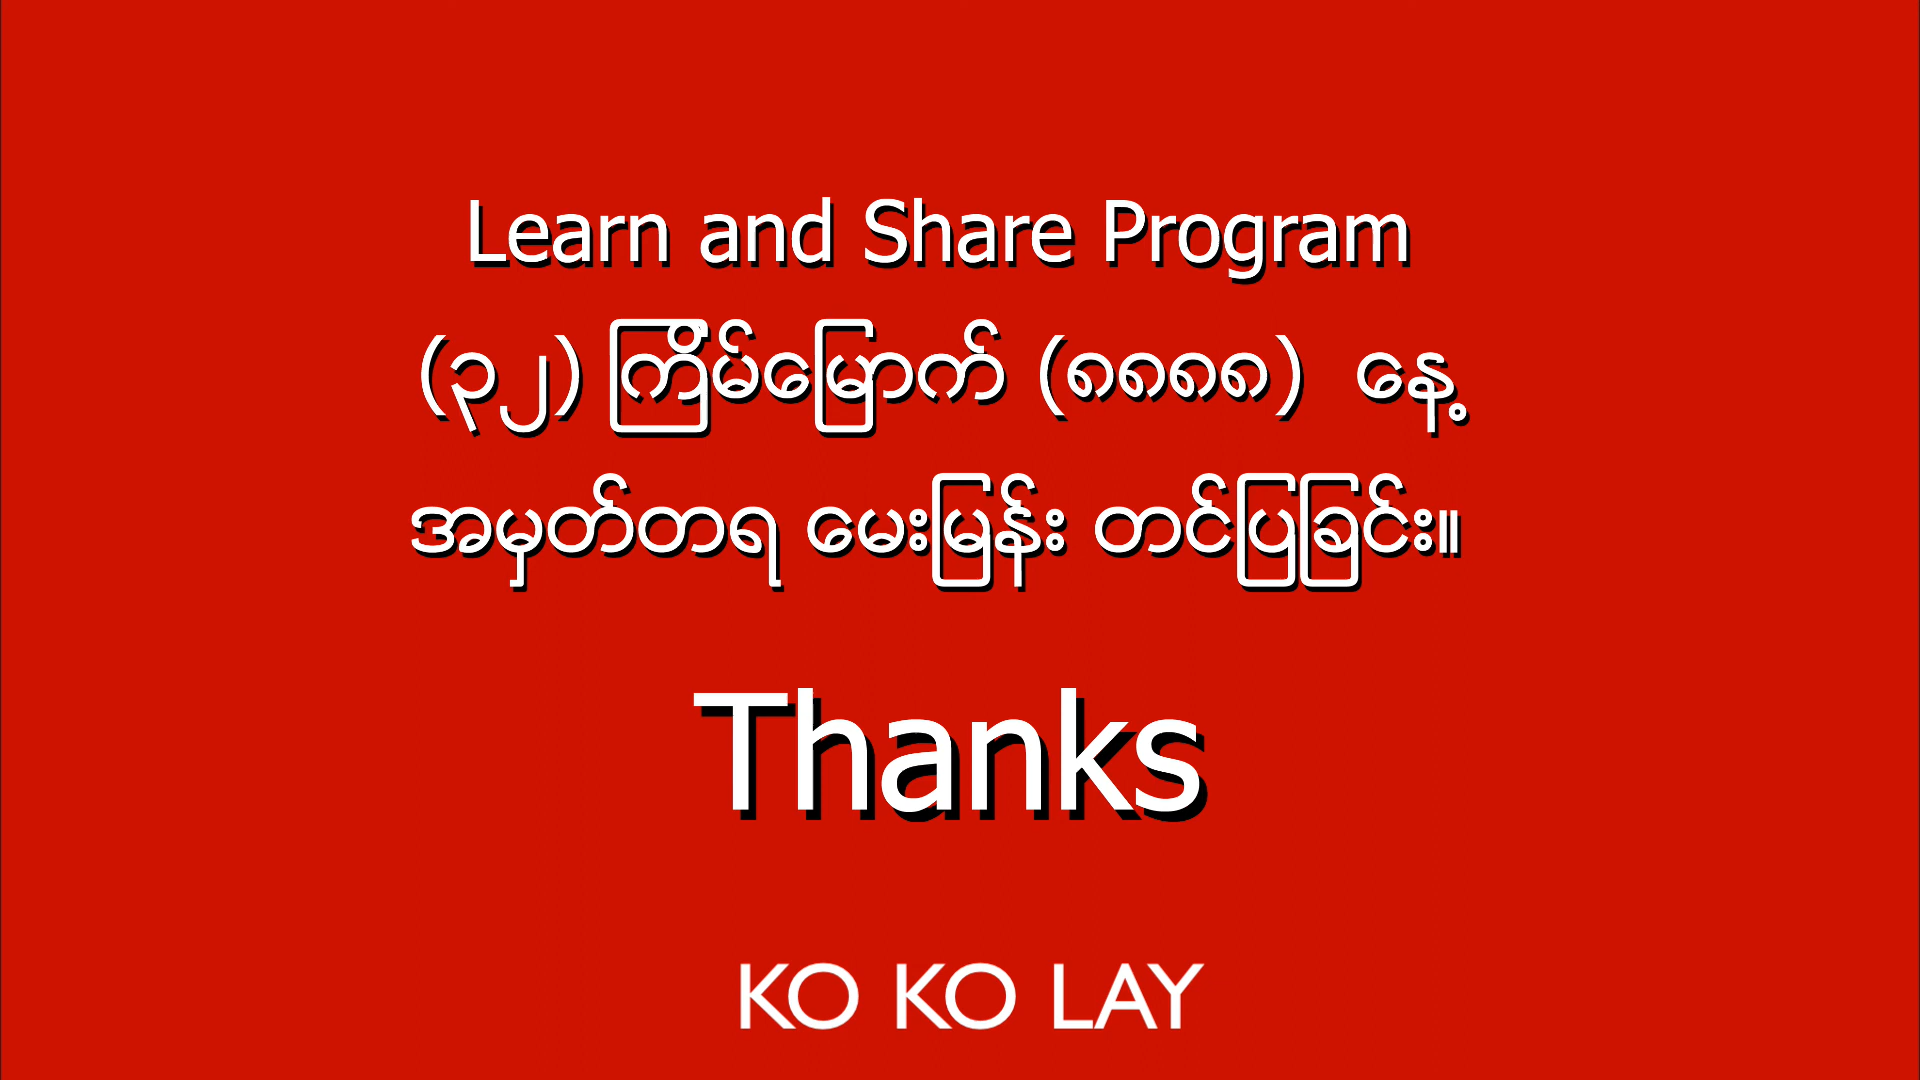 Learn and Share Program
(၃၂) ကြိမ်မြောက် (၈၈၈၈) နေ့
အမှတ်တရ မေးမြန်း တင်ပြခြင်း။
Thanks
KO KO LAY